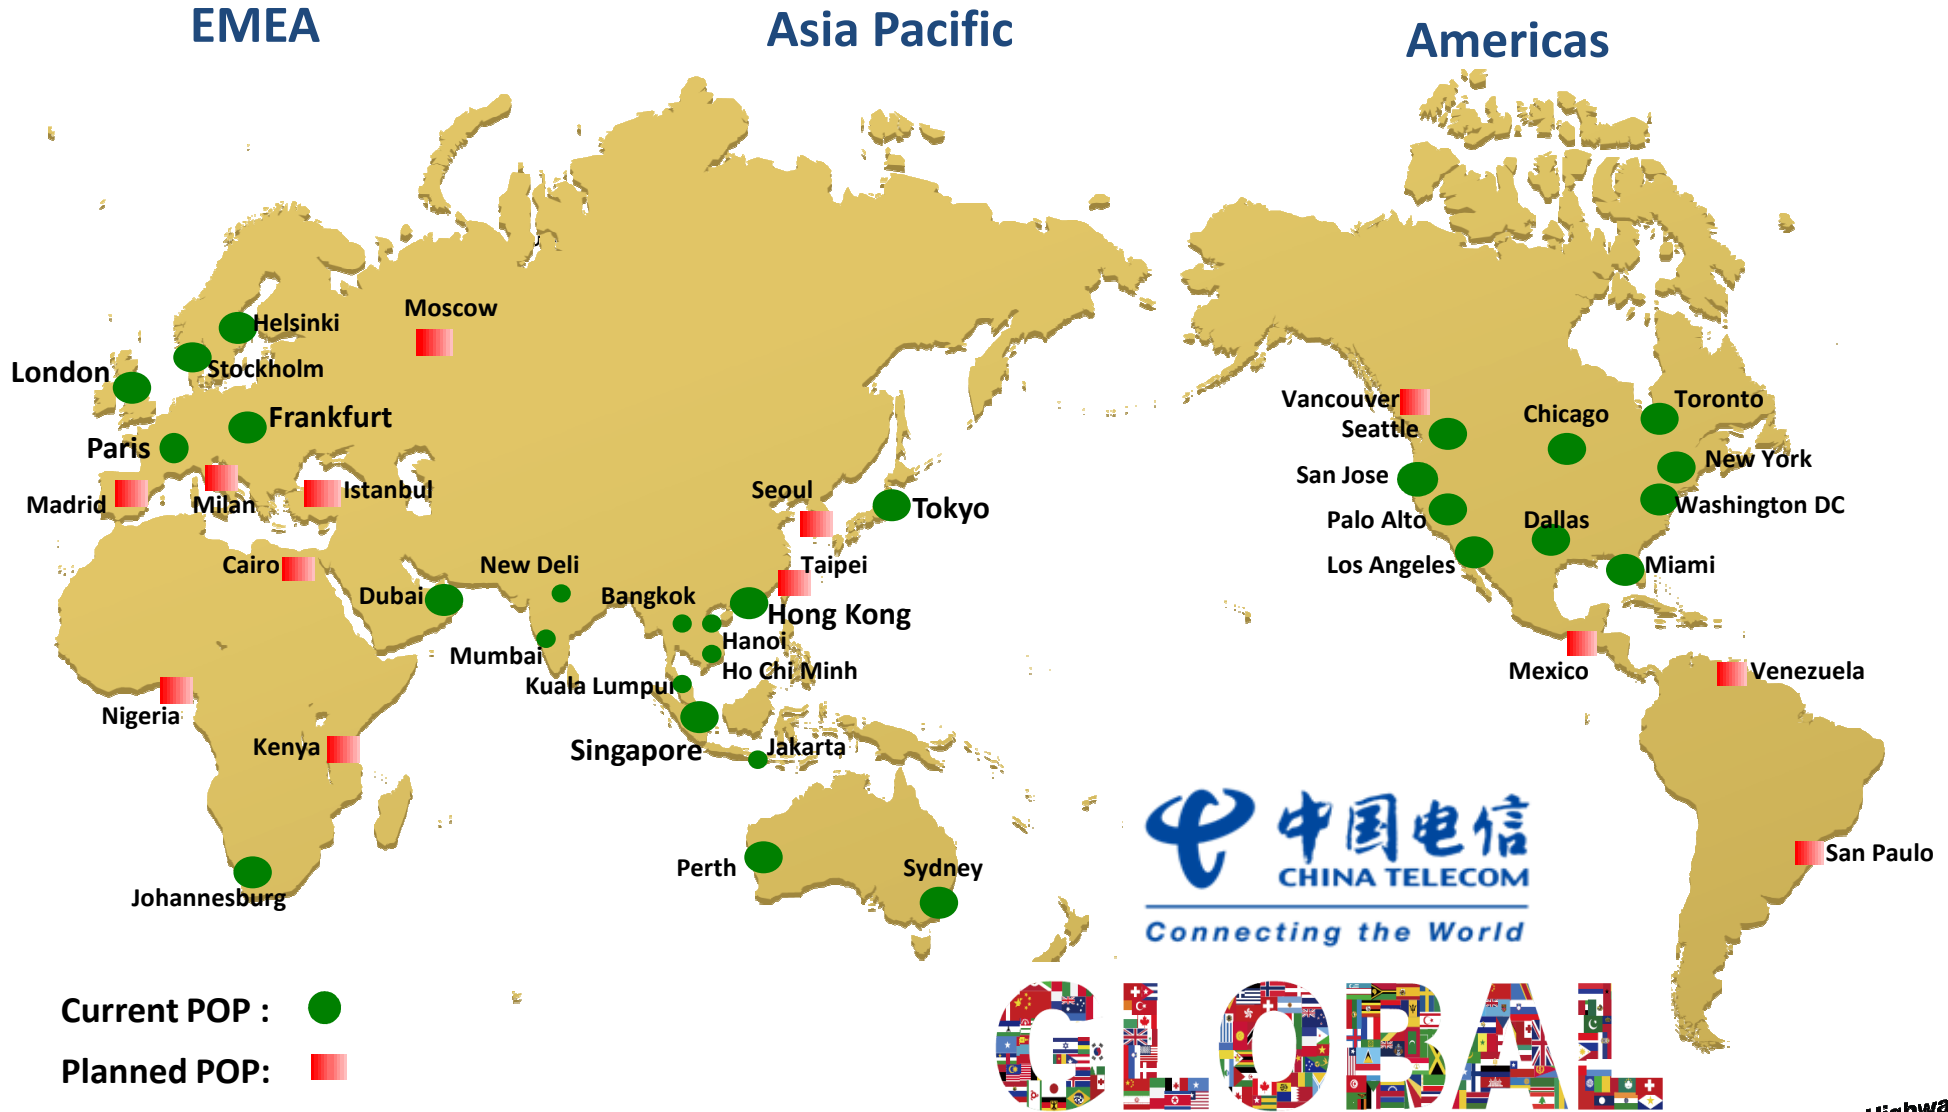 EMEA
Asia Pacific
Americas
Moscow
Helsinki
Stockholm
London
Frankfurt
Paris
Madrid
Milan
Istanbul
Cairo
Dubai
Nigeria
Kenya
Johannesburg
New Deli
Mumbai
Bangkok
Seoul
Tokyo
Taipei
Hong Kong
Hanoi
Ho Chi Minh
Kuala Lumpur
Singapore
Jakarta
Perth
Sydney
Vancouver
Seattle
San Jose
Palo Alto
Los Angeles
Chicago
Dallas
Toronto
New York
Washington DC
Miami
Mexico
Venezuela
San Paulo
中国电信
CHINA TELECOM
Connecting the World
GLOBAL
Current POP :
Planned POP: